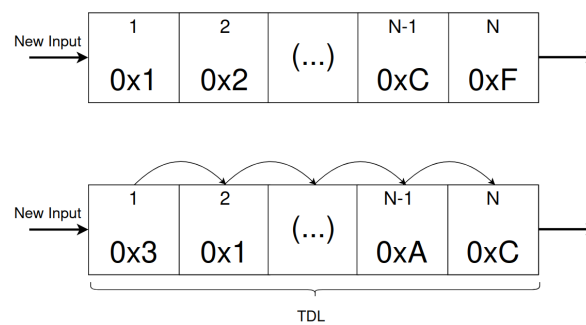 1 2 N-1 N
New Input
0x1 0x2 (...) 0xC 0xF
1 2 N-1 N
New Input
0x3 0x1 (...) 0xA 0xC
TDL